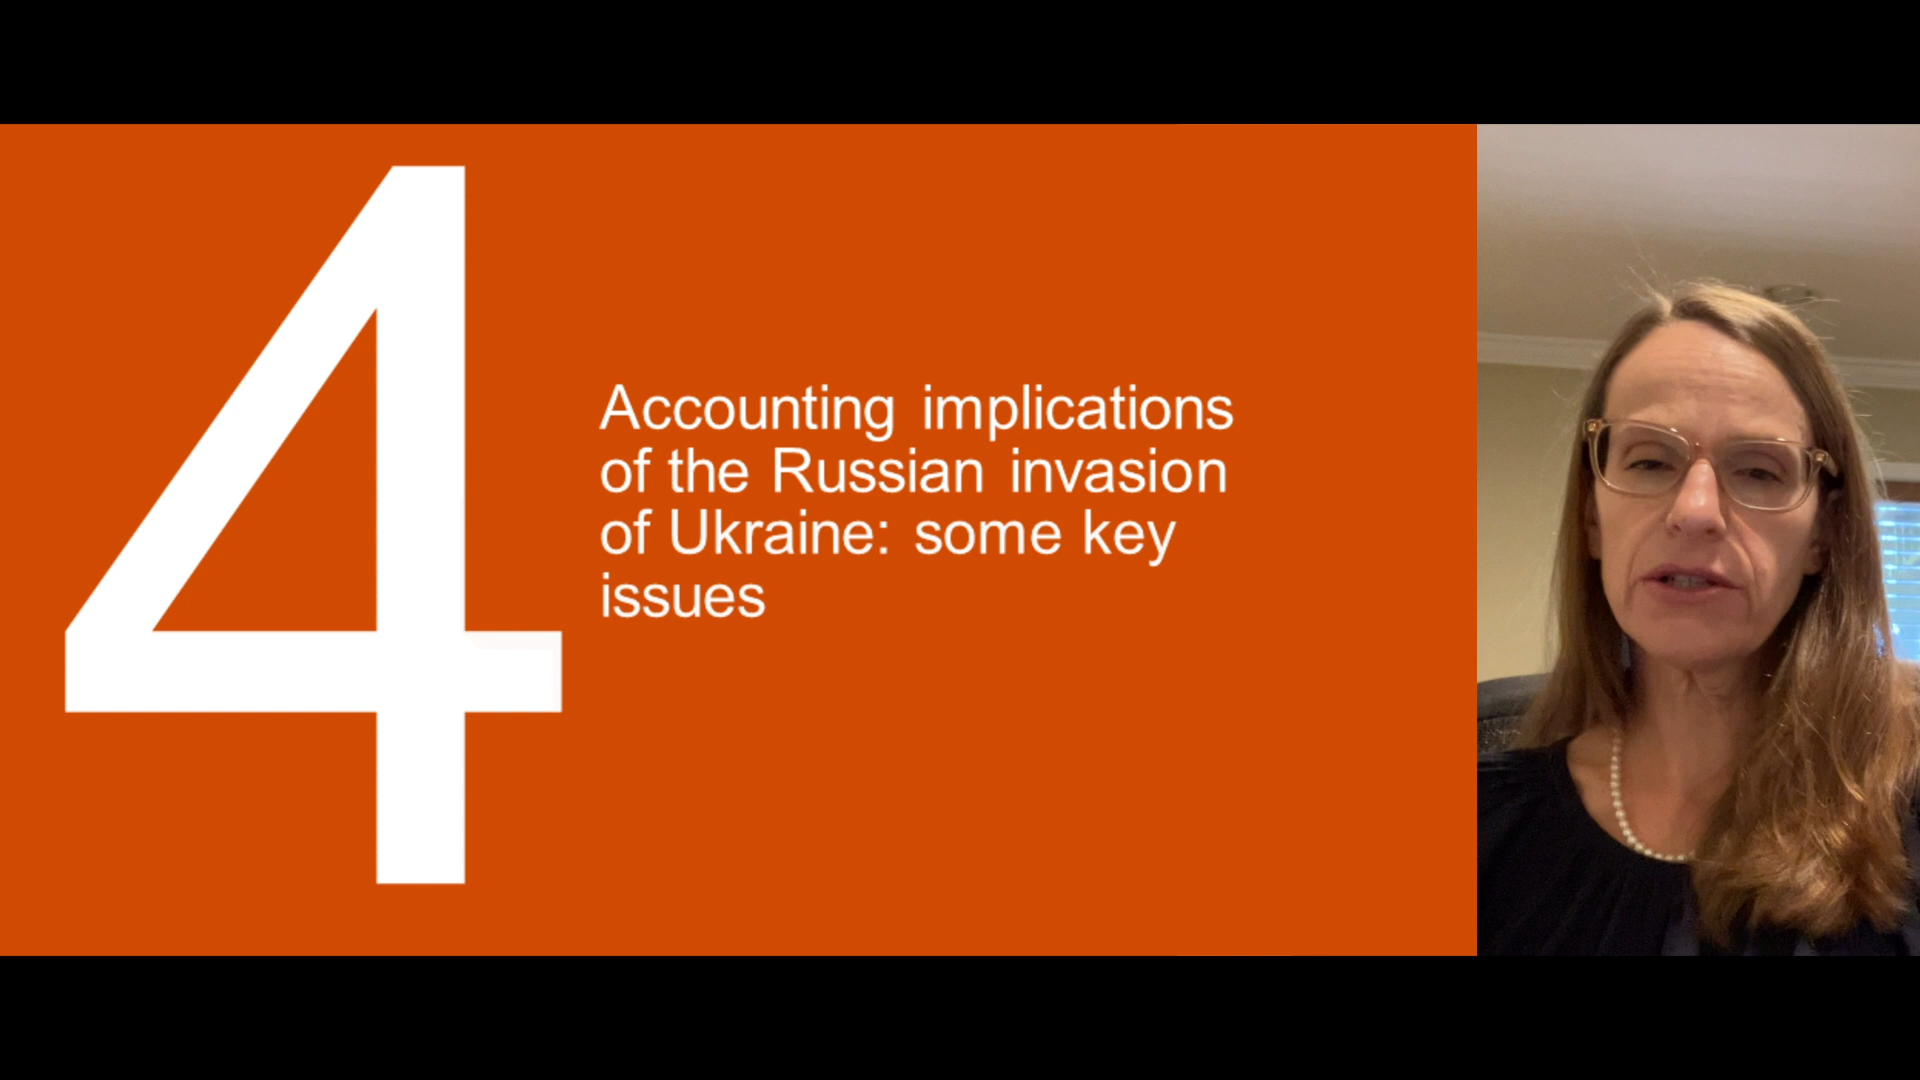 4
Accounting implications
of the Russian invasion
of Ukraine: some key
issues